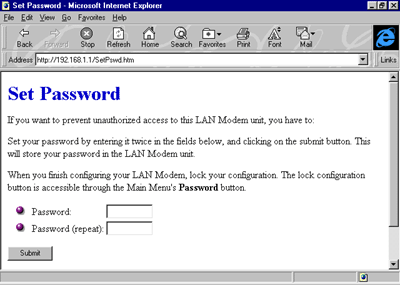 Set Password - Microsoft Internet Explorer
File Edit View Go Favorites Help
Back Forward Stop Refresh Home Search Favorites Print Font Mail
Address http://192.168.1.1/SetPswd.htm Links
Set Password
If you want to prevent unauthorized access to this LAN Modem unit, you have to:
Set your password by entering it twice in the fields below, and clicking on the submit button. This
will store your password in the LAN Modem unit.
When you finish configuring your LAN Modem, lock your configuration. The lock configuration
button is accessible through the Main Menu's Password button.
Password:
Password (repeat):
Submit